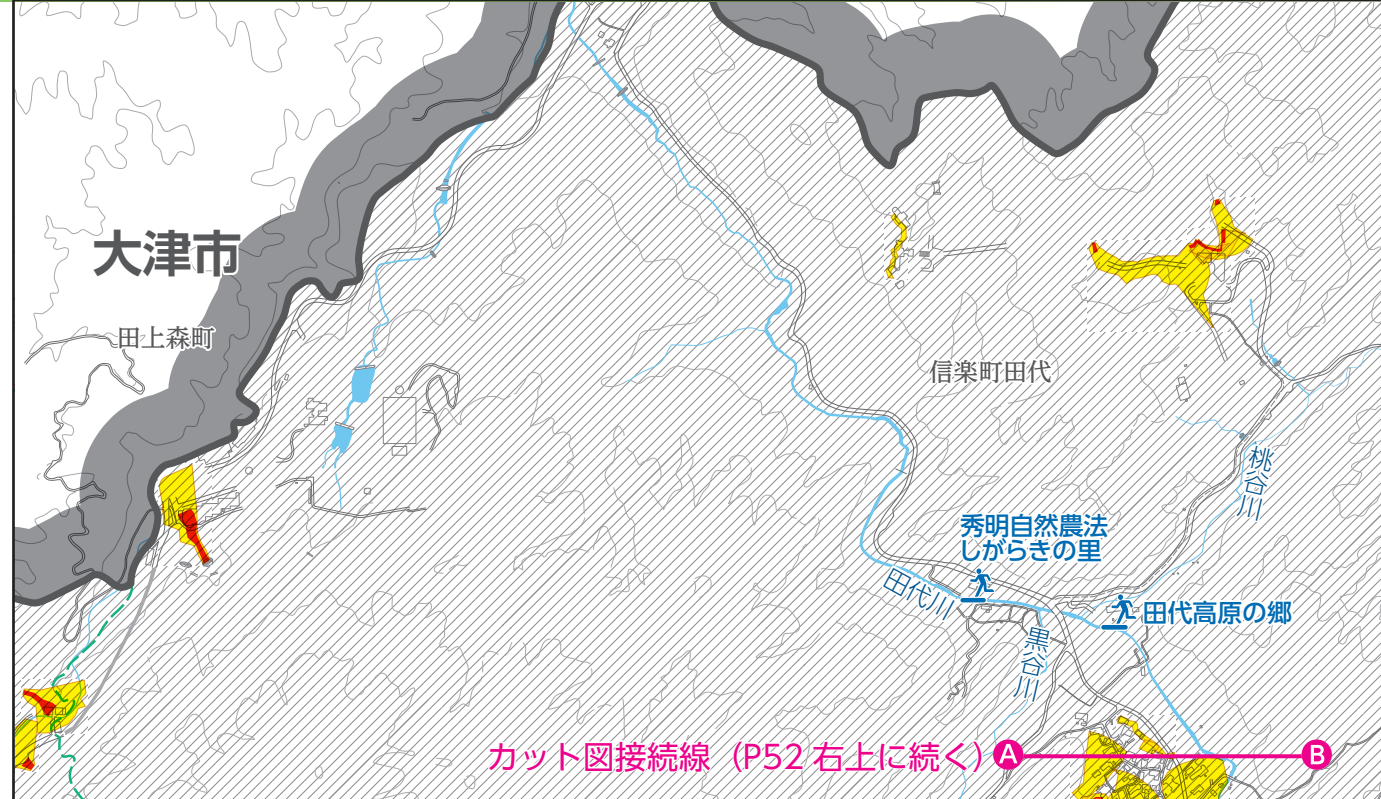 大津市
田上森町
信楽町田代
桃谷川
秀明自然農法
しがらきの里
田代川
田代高原の郷
黒谷川
カット図接続線（P52 右上に続く）
A
B